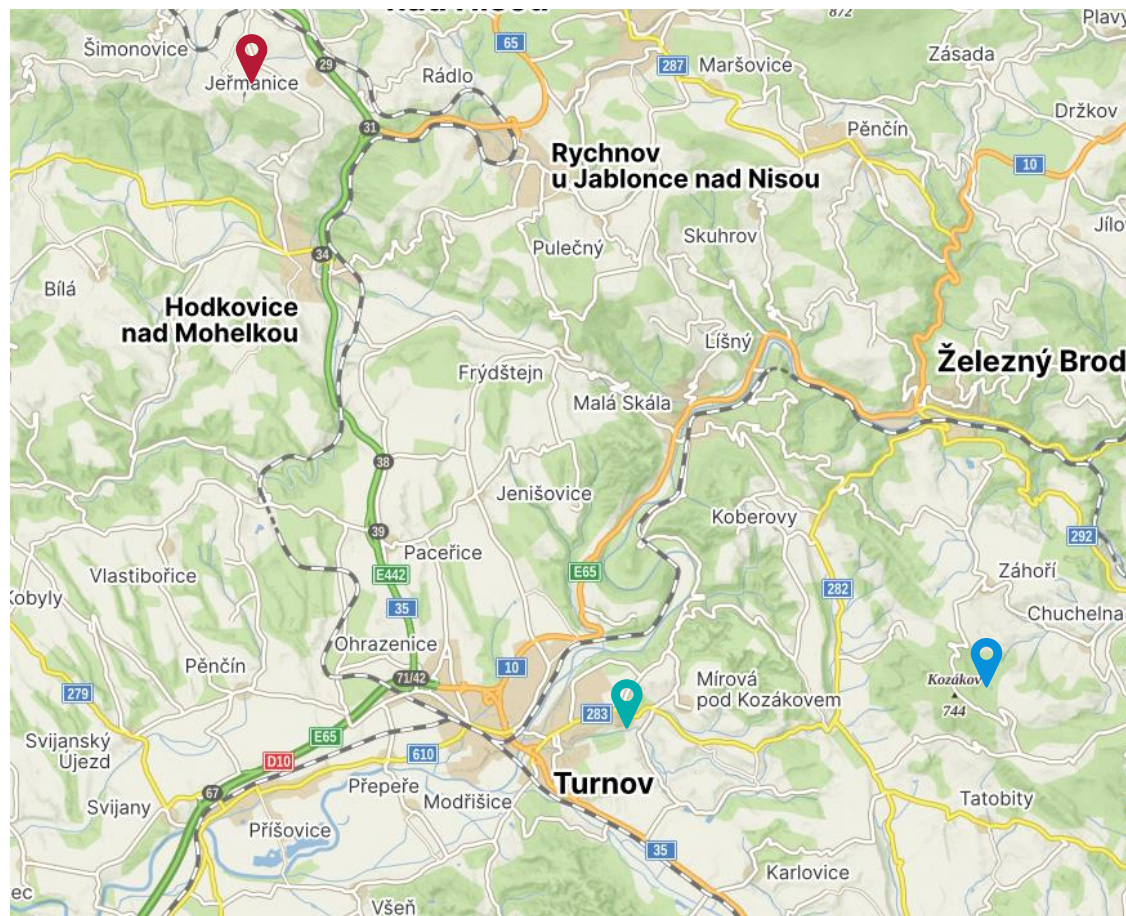 872
Plavy
Šimonovice
65
Zásada
29
287
Maršovice
Rádlo
Jeřmanice
Držkov
31
Pěnčín
Rychnov
u Jablonce nad Nisou
10
Skuhrov
Pulečný
34
Bílá
Hodkovice
nad Mohelkou
Líšný
Železný Brod
Frýdštejn
Malá Skála
38
Jenišovice
Koberovy
39
292
Paceřice
E442
E65
Záhoří
Vlastibořice
282
35
Kobyly
Chuchelna
Ohrazenice
Pěnčín
10
71/42
Mírová
pod Kozákovem
Kozákov
744
279
283
E65
Svijanský
Újezd
D10
610
Turnov
Přepeře
67
Modřišice
Tatobity
Svijany
Příšovice
35
Karlovice
ec
Všeň